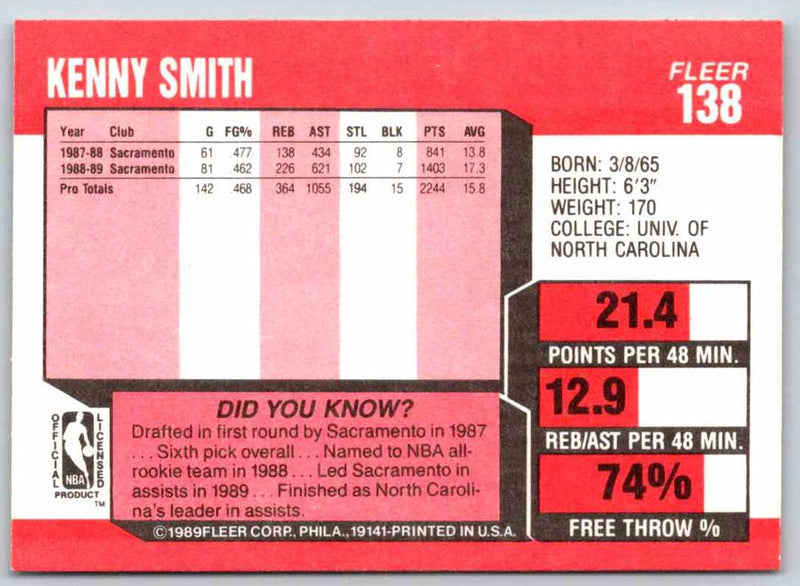 KENNY SMITH
FLEER
138
Year Club G FG% REB AST STL BLK PTS AVG
1987-88 Sacramento 61 .477 138 434 92 8 841 13.8
1988-89 Sacramento 81 .462 226 621 102 7 1403 17.3
Pro Totals 142 .468 364 1055 194 15 2244 15.8
BORN: 3/8/65
HEIGHT: 6'3"
WEIGHT: 170
COLLEGE: UNIV. OF
NORTH CAROLINA
21.4
POINTS PER 48 MIN.
12.9
REB/AST PER 48 MIN.
74%
FREE THROW %
OFFICIAL
LICENSED
NBA
PRODUCT
TM
DID YOU KNOW?
Drafted in first round by Sacramento in 1987
... Sixth pick overall ... Named to NBA all-
rookie team in 1988 ... Led Sacramento in
assists in 1989 ... Finished as North Caroli-
na's leader in assists.
©1989FLEER CORP., PHILA., 19141-PRINTED IN U.S.A.